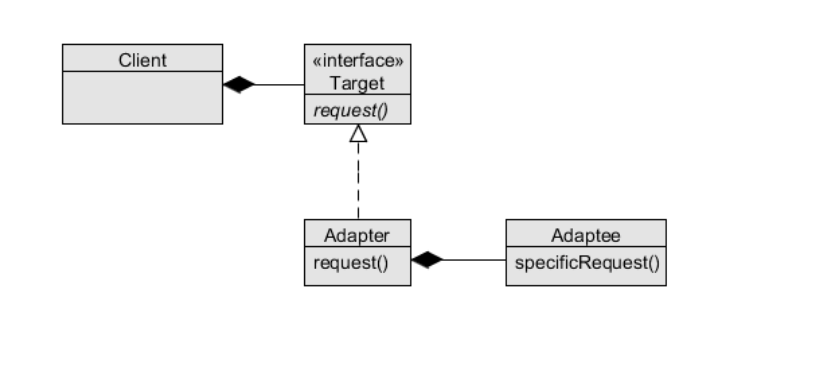 Client
«interface»
Target
request()
Adapter
request()
Adaptee
specificRequest()